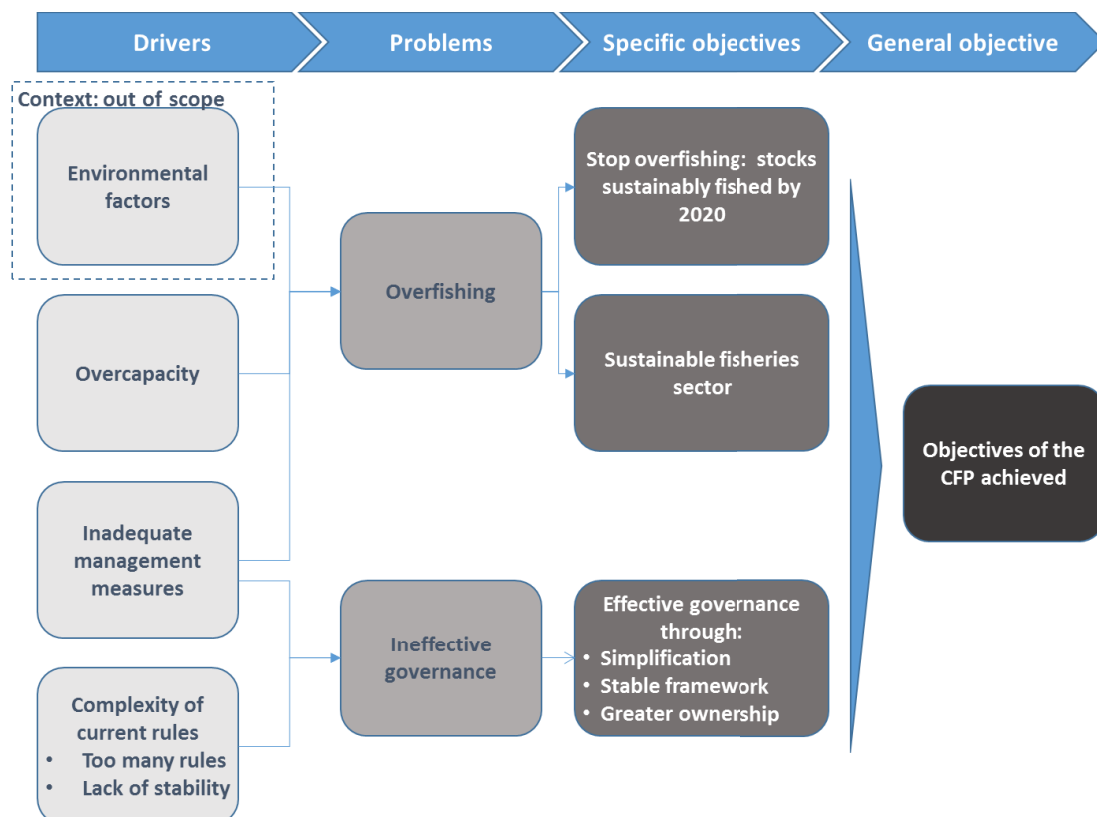 Drivers
Problems
Specific objectives
General objective
Context: out of scope
Environmental
factors
Overcapacity
Inadequate
management
measures
Complexity of
current rules
• Too many rules
• Lack of stability
Overfishing
Ineffective
governance
Stop overfishing: stocks
sustainably fished by
2020
Sustainable fisheries
sector
Effective governance
through:
• Simplification
• Stable framework
• Greater ownership
Objectives of the
CFP achieved